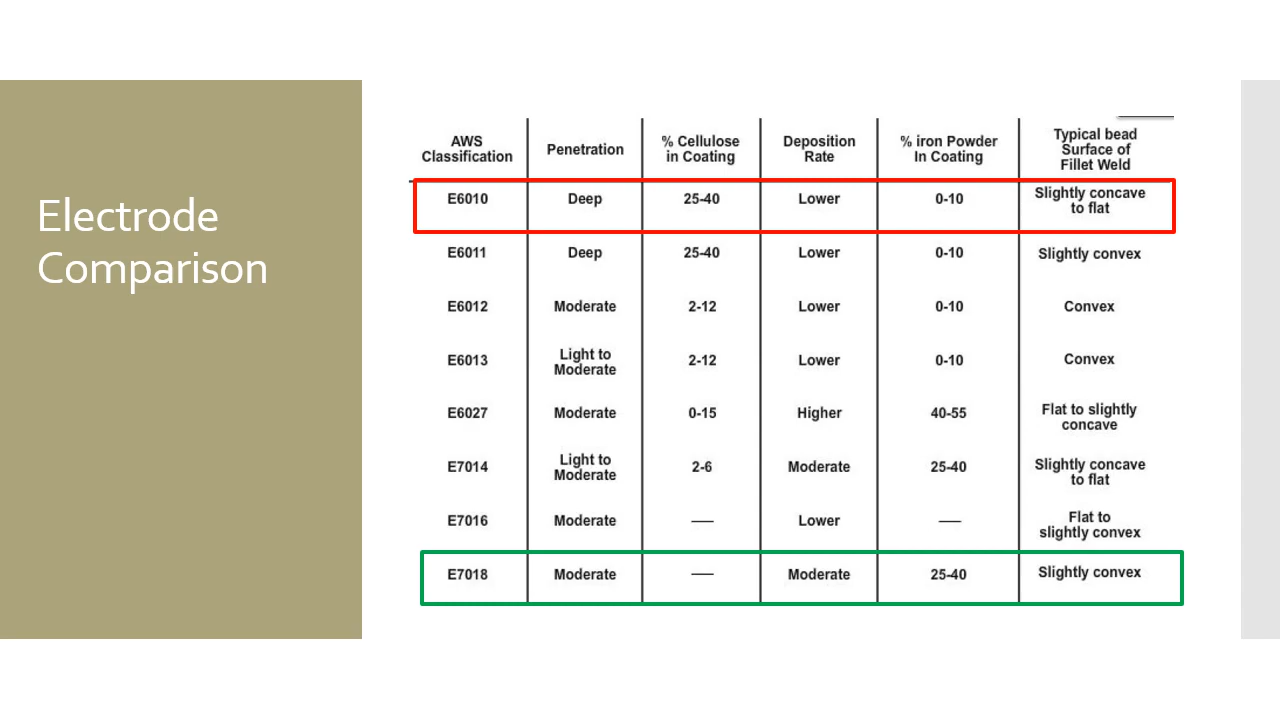 Electrode
Comparison
AWS Classification | Penetration | % Cellulose in Coating | Deposition Rate | % iron Powder In Coating | Typical bead Surface of Fillet Weld
E6010 | Deep | 25-40 | Lower | 0-10 | Slightly concave to flat
E6011 | Deep | 25-40 | Lower | 0-10 | Slightly convex
E6012 | Moderate | 2-12 | Lower | 0-10 | Convex
E6013 | Light to Moderate | 2-12 | Lower | 0-10 | Convex
E6027 | Moderate | 0-15 | Higher | 40-55 | Flat to slightly concave
E7014 | Light to Moderate | 2-6 | Moderate | 25-40 | Slightly concave to flat
E7016 | Moderate | — | Lower | — | Flat to slightly convex
E7018 | Moderate | — | Moderate | 25-40 | Slightly convex